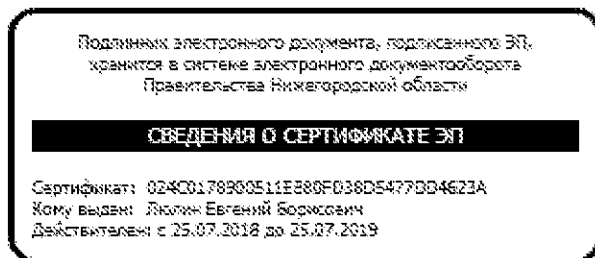 Подлинник электронного документа, подписанного ЭП,
хранится в системе электронного документооборота
Правительства Нижегородской области
СВЕДЕНИЯ О СЕРТИФИКАТЕ ЭП
Сертификат:
Кому выдан: Люлин Евгений Борисович
Действителен: с 25.07.2018 до 25.07.2019